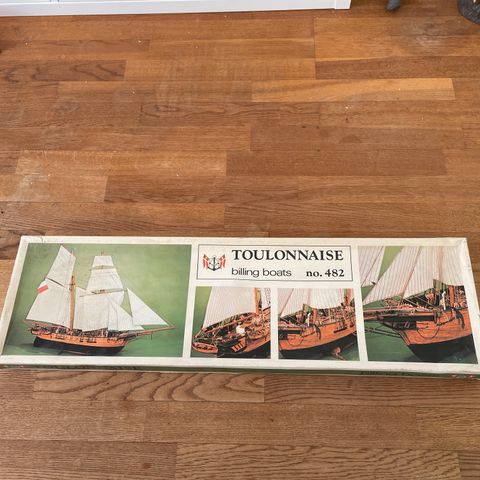 TOULONNAISE
billing boats no. 482